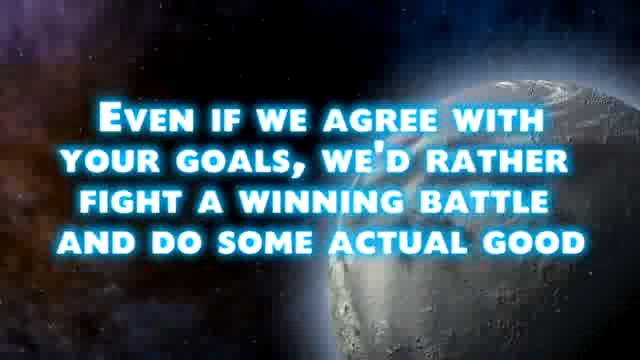 Even if we agree with
your goals, we'd rather
fight a winning battle
and do some actual good